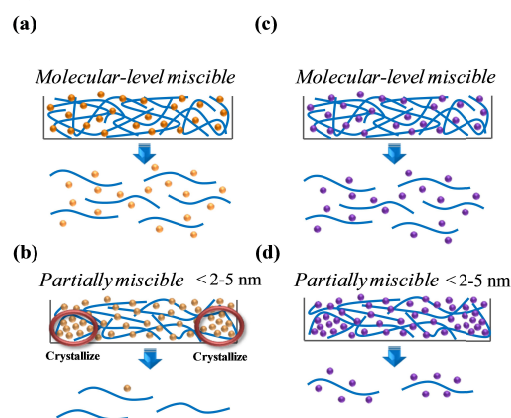 (a)
Molecular-level miscible
(b)
Partially miscible < 2-5 nm
Crystallize
Crystallize
(c)
Molecular-level miscible
(d)
Partially miscible < 2-5 nm